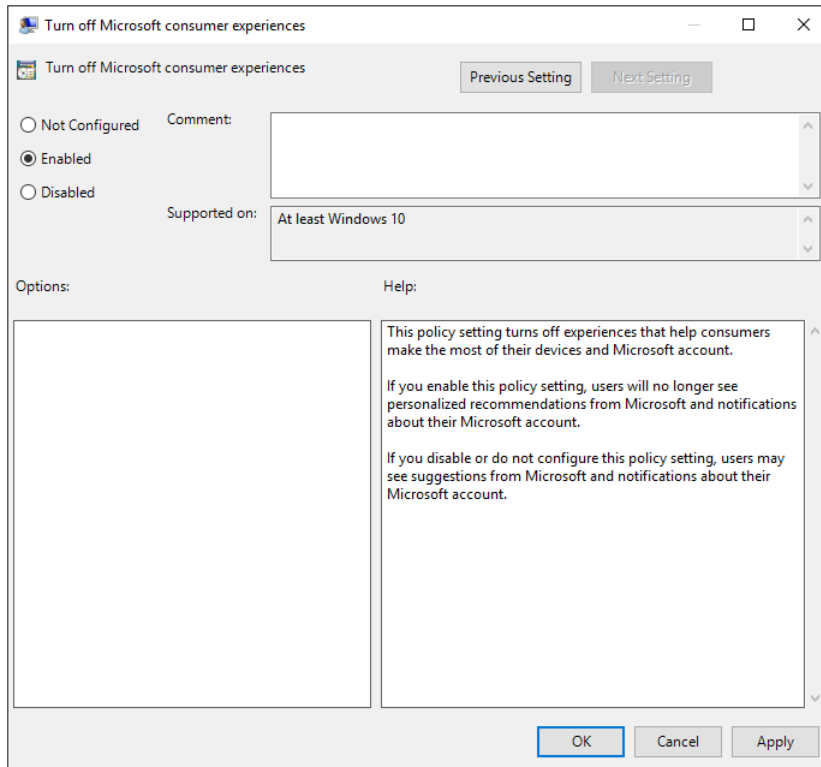 Turn off Microsoft consumer experiences
Turn off Microsoft consumer experiences
Previous Setting
Next Setting
Not Configured
Enabled
Disabled
Comment:
Supported on:
At least Windows 10
Options:
Help:
This policy setting turns off experiences that help consumers
make the most of their devices and Microsoft account.
If you enable this policy setting, users will no longer see
personalized recommendations from Microsoft and notifications
about their Microsoft account.
If you disable or do not configure this policy setting, users may
see suggestions from Microsoft and notifications about their
Microsoft account.
OK
Cancel
Apply